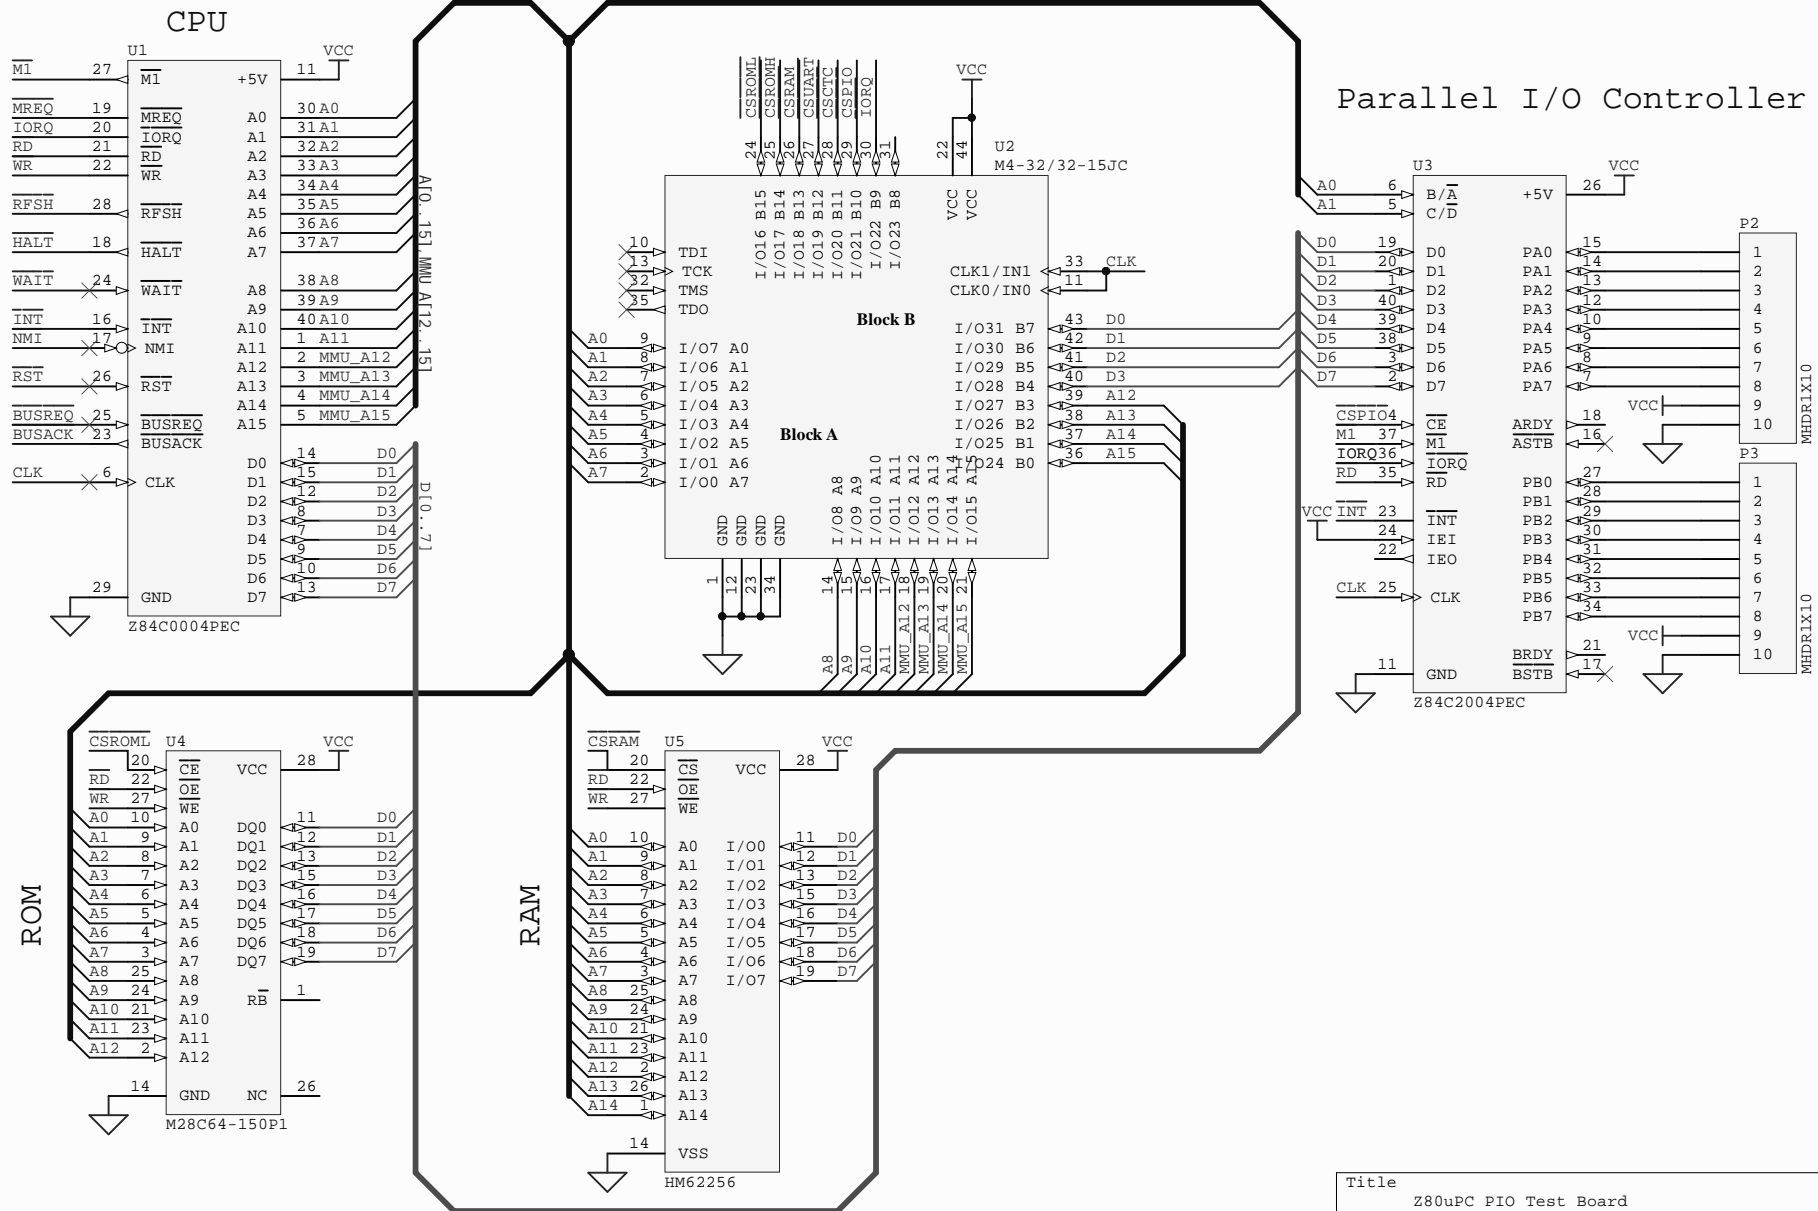 CPU
U1
VCC
M1 27 M1 +5V 11
MREQ 19 MREQ A0 30 A0
IORQ 20 IORQ A1 31 A1
RD 21 RD A2 32 A2
WR 22 WR A3 33 A3
A4 34 A4
RFSH 28 RFSH A5 35 A5
A6 36 A6
HALT 18 HALT A7 37 A7
WAIT 24 WAIT A8 38 A8
A9 39 A9
INT 16 INT A10 40 A10
NMI 17 NMI A11 1 A11
A12 2 MMU_A12
RST 26 RST A13 3 MMU_A13
A14 4 MMU_A14
BUSREQ 25 BUSREQ A15 5 MMU_A15
BUSACK 23 BUSACK
D0 14 D0
CLK 6 CLK D1 15 D1
D2 12 D2
D3 8 D3
D4 7 D4
D5 9 D5
D6 10 D6
29 GND D7 13 D7
Z84C0004PEC
A[0..15],MMU_A[12..15]
D[0..7]
CSROML
CSROMH
CSRAM
CSUART
CSCTC
CSPIO
IORQ
24 25 26 27 28 29 30 31
I/O16 B15
I/O17 B14
I/O18 B13
I/O19 B12
I/O20 B11
I/O21 B10
I/O22 B9
I/O23 B8
VCC
22 44
VCC VCC
U2
M4-32/32-15JC
10 TDI
13 TCK
32 TMS
35 TDO
CLK1/IN1 33 CLK
CLK0/IN0 11
Block B
Block A
A0 9 I/O7 A0
A1 8 I/O6 A1
A2 7 I/O5 A2
A3 6 I/O4 A3
A4 5 I/O3 A4
A5 4 I/O2 A5
A6 3 I/O1 A6
A7 2 I/O0 A7
I/O31 B7 43 D0
I/O30 B6 42 D1
I/O29 B5 41 D2
I/O28 B4 40 D3
I/O27 B3 39 A12
I/O26 B2 38 A13
I/O25 B1 37 A14
I/O24 B0 36 A15
GND GND GND GND
1 12 23 34
I/O8 A8
I/O9 A9
I/O10 A10
I/O11 A11
I/O12 A12
I/O13 A13
I/O14 A14
I/O15 A15
A8 14
A9 15
A10 16
A11 17
MMU_A12 18
MMU_A13 19
MMU_A14 20
MMU_A15 21
Parallel I/O Controller
U3
VCC
A0 6 B/A +5V 26
A1 5 C/D
D0 19 D0 PA0 15
D1 20 D1 PA1 14
D2 1 D2 PA2 13
D3 40 D3 PA3 12
D4 39 D4 PA4 10
D5 38 D5 PA5 9
D6 3 D6 PA6 8
D7 2 D7 PA7 7
CSPIO 4 CE ARDY 18
M1 37 M1 ASTB 16
IORQ 36 IORQ
RD 35 RD PB0 27
PB1 28
VCC INT 23 INT PB2 29
24 IEI PB3 30
22 IEO PB4 31
PB5 32
CLK 25 CLK PB6 33
PB7 34
BRDY 21
11 GND BSTB 17
Z84C2004PEC
P2
1
2
3
4
5
6
7
8
VCC 9
10
MHDR1X10
P3
1
2
3
4
5
6
7
8
VCC 9
10
MHDR1X10
ROM
CSROML U4
VCC
20 CE VCC 28
RD 22 OE
WR 27 WE
A0 10 A0 DQ0 11 D0
A1 9 A1 DQ1 12 D1
A2 8 A2 DQ2 13 D2
A3 7 A3 DQ3 15 D3
A4 6 A4 DQ4 16 D4
A5 5 A5 DQ5 17 D5
A6 4 A6 DQ6 18 D6
A7 3 A7 DQ7 19 D7
A8 25 A8
A9 24 A9 RB 1
A10 21 A10
A11 23 A11
A12 2 A12
14 GND NC 26
M28C64-150P1
RAM
CSRAM U5
VCC
20 CS VCC 28
RD 22 OE
WR 27 WE
A0 10 A0 I/O0 11 D0
A1 9 A1 I/O1 12 D1
A2 8 A2 I/O2 13 D2
A3 7 A3 I/O3 15 D3
A4 6 A4 I/O4 16 D4
A5 5 A5 I/O5 17 D5
A6 4 A6 I/O6 18 D6
A7 3 A7 I/O7 19 D7
A8 25 A8
A9 24 A9
A10 21 A10
A11 23 A11
A12 2 A12
A13 26 A13
A14 1 A14
14 VSS
HM62256
Title
Z80uPC PIO Test Board